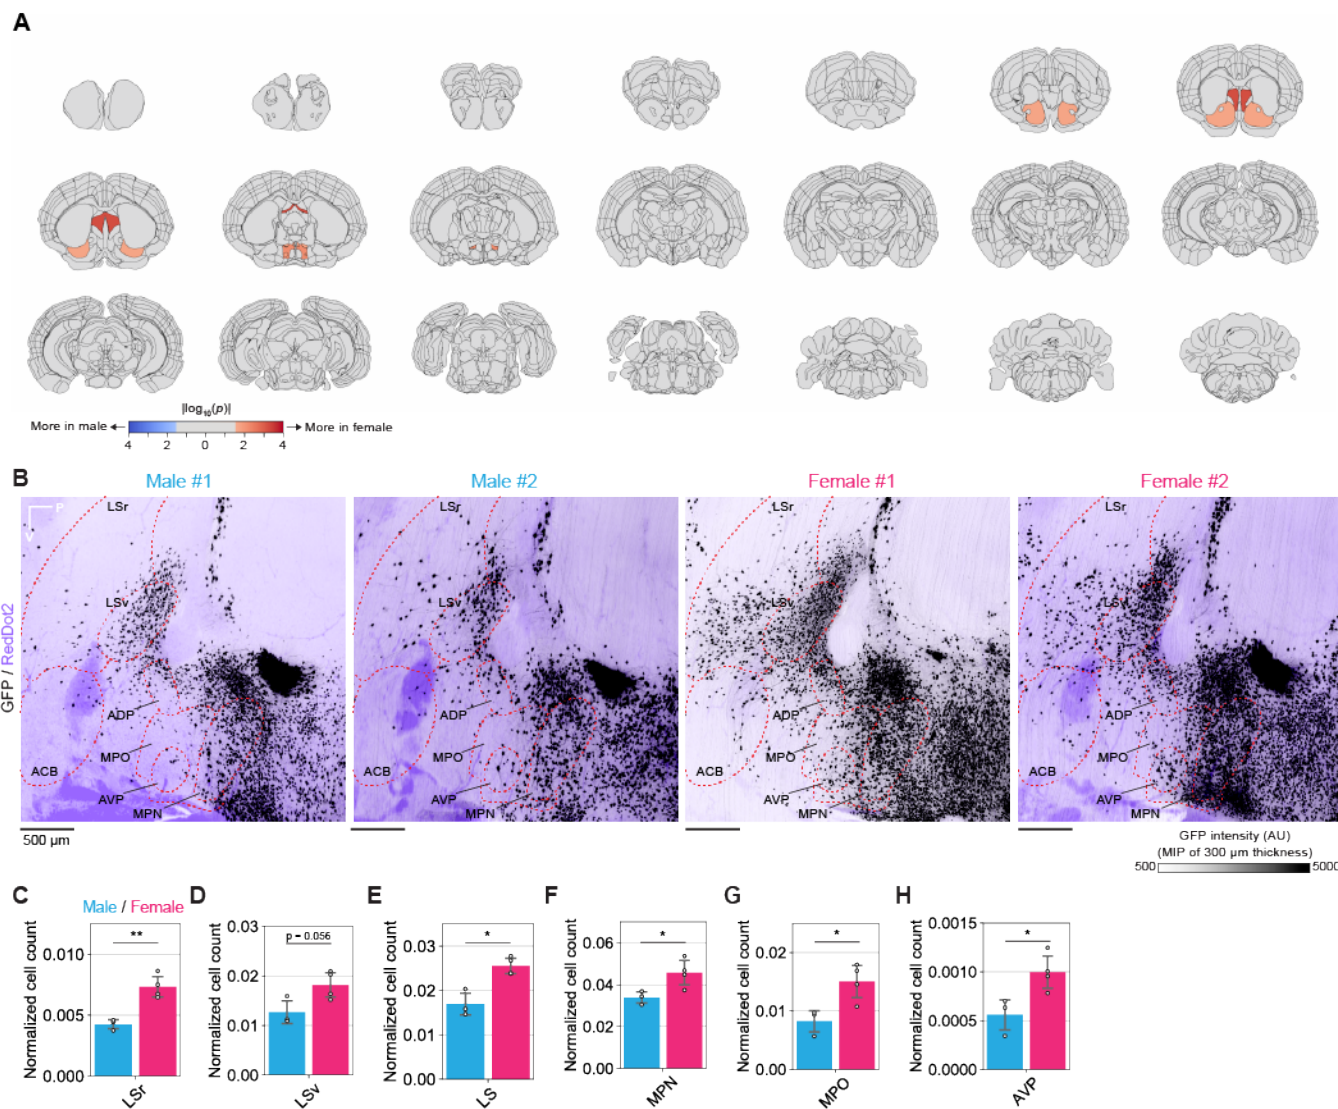 A
|log10(p)|
More in male
More in female
4 2 0 2 4
B
Male #1
Male #2
Female #1
Female #2
GFP / RedDot2
P
V
LSr
LSv
ADP
MPO
ACB
AVP
MPN
LSr
LSv
ADP
MPO
ACB
AVP
MPN
LSr
LSv
ADP
MPO
ACB
AVP
MPN
LSr
LSv
ADP
MPO
ACB
AVP
MPN
500 μm
GFP intensity (AU)
(MIP of 300 μm thickness)
500
5000
C
Male / Female
Normalized cell count
**
0.010
0.005
0.000
LSr
D
Normalized cell count
p = 0.056
0.03
0.02
0.01
0.00
LSv
E
Normalized cell count
*
0.03
0.02
0.01
0.00
LS
F
Normalized cell count
*
0.06
0.04
0.02
0.00
MPN
G
Normalized cell count
*
0.02
0.01
0.00
MPO
H
Normalized cell count
*
0.0015
0.0010
0.0005
0.0000
AVP